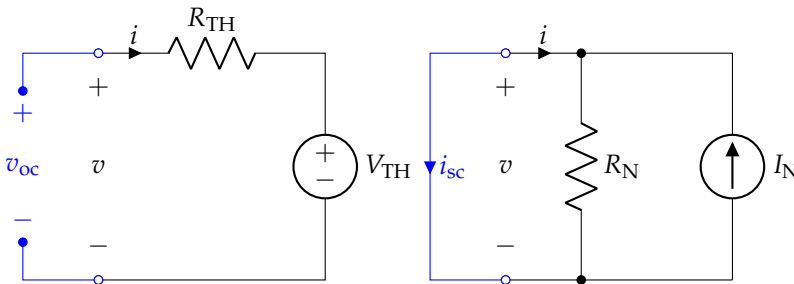 i R_TH
+ +
v_oc v + − V_TH
− −
i
+
i_sc v R_N I_N
−